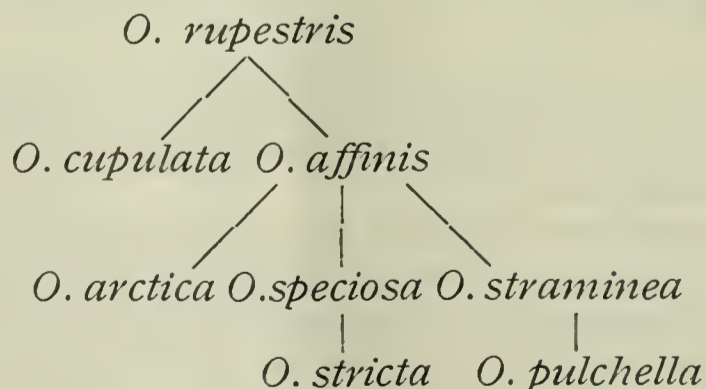 O. rupestris
O. cupulata O. affinis
O. arctica O.speciosa O. straminea
O. stricta O. pulchella